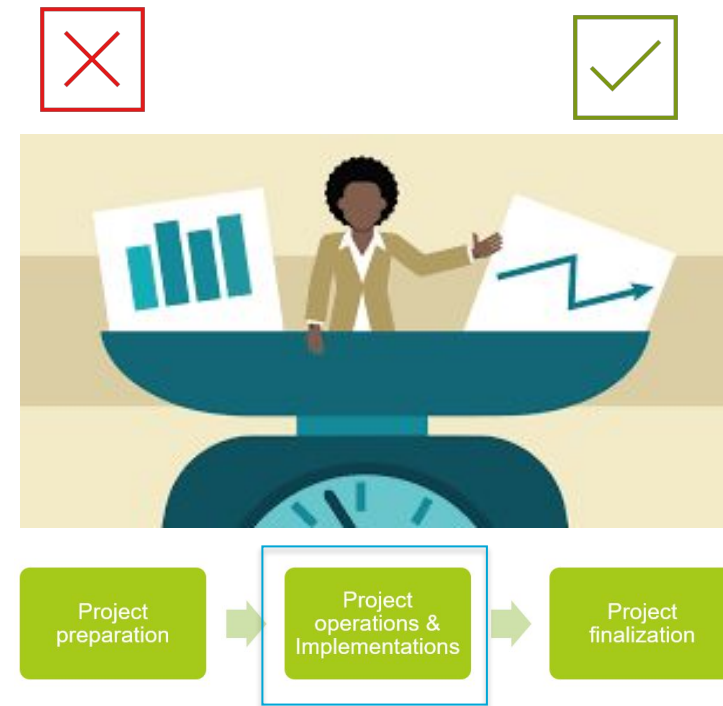 Project
preparation
Project
operations &
Implementations
Project
finalization